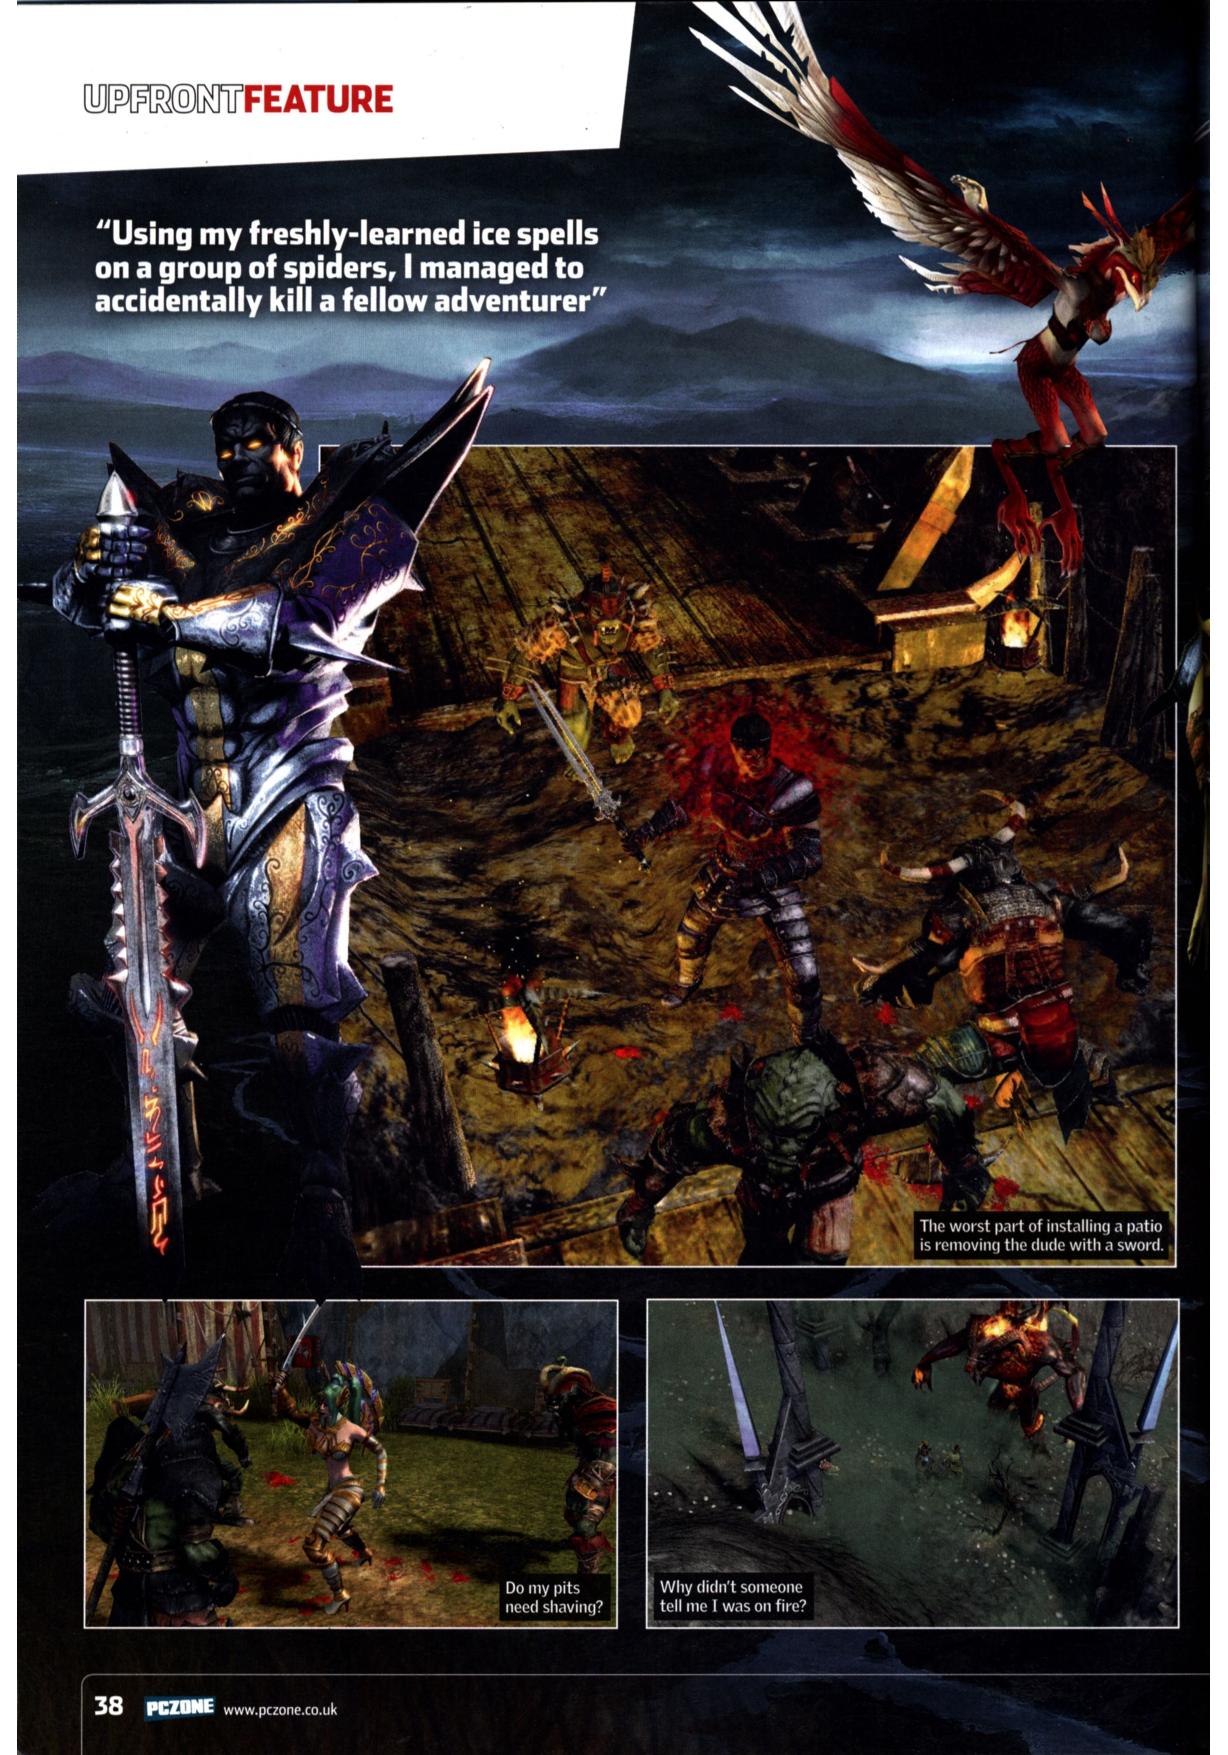 UPFRONTFEATURE
“Using my freshly-learned ice spells
on a group of spiders, I managed to
accidentally kill a fellow adventurer”
The worst part of installing a patio
is removing the dude with a sword.
Do my pits
need shaving?
Why didn't someone
tell me I was on fire?
38 PCZONE www.pczone.co.uk